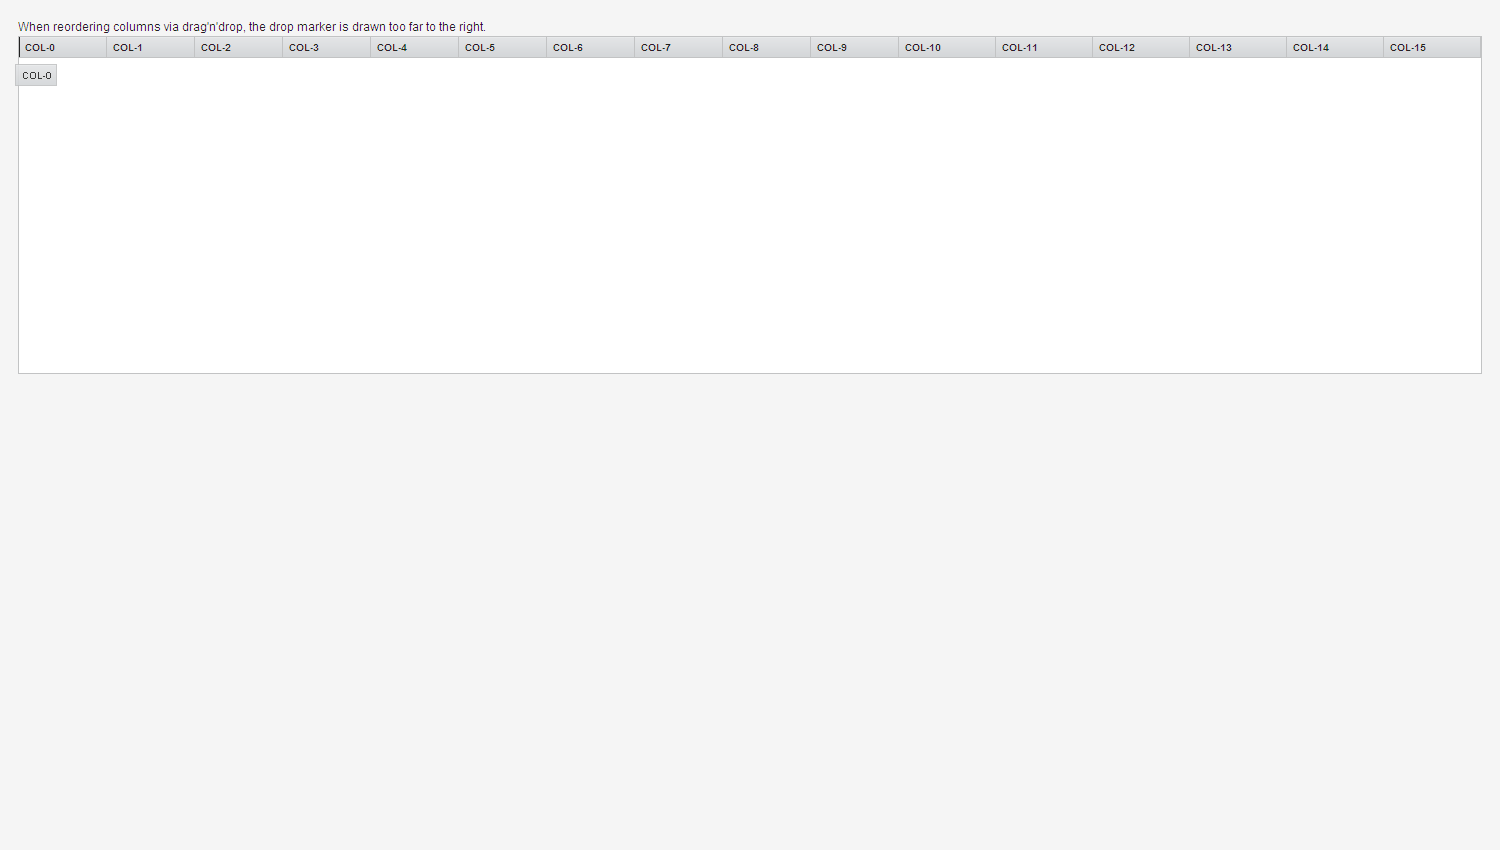 When reordering columns via drag'n'drop, the drop marker is drawn too far to the right.
COL-0 COL-1 COL-2 COL-3 COL-4 COL-5 COL-6 COL-7 COL-8 COL-9 COL-10 COL-11 COL-12 COL-13 COL-14 COL-15
COL-0